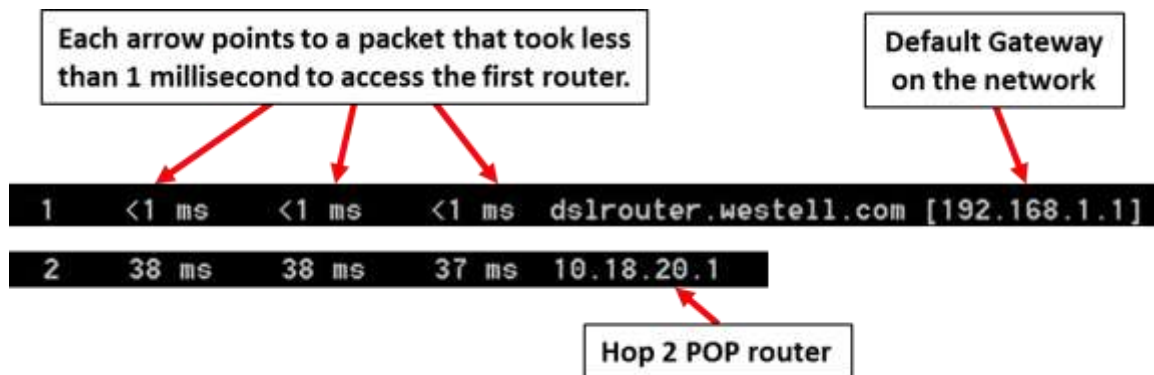 Each arrow points to a packet that took less
than 1 millisecond to access the first router.
Default Gateway
on the network
1 <1 ms <1 ms <1 ms dslrouter.westell.com [192.168.1.1]
2 38 ms 38 ms 37 ms 10.18.20.1
Hop 2 POP router